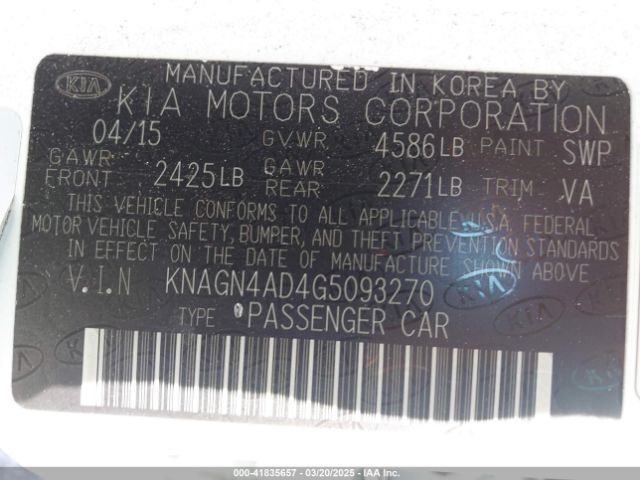 KIA
MANUFACTURED IN KOREA BY
KIA MOTORS CORPORATION
04/15 GVWR 4586LB PAINT SWP
GAWR FRONT 2425LB GAWR REAR 2271LB TRIM VA
THIS VEHICLE CONFORMS TO ALL APPLICABLE U.S.A. FEDERAL
MOTOR VEHICLE SAFETY, BUMPER, AND THEFT PREVENTION STANDARDS
IN EFFECT ON THE DATE OF MANUFACTURE SHOWN ABOVE
V.I.N KNAGN4AD4G5093270
TYPE PASSENGER CAR
000-41835657 - 03/20/2025 - IAAI.COM